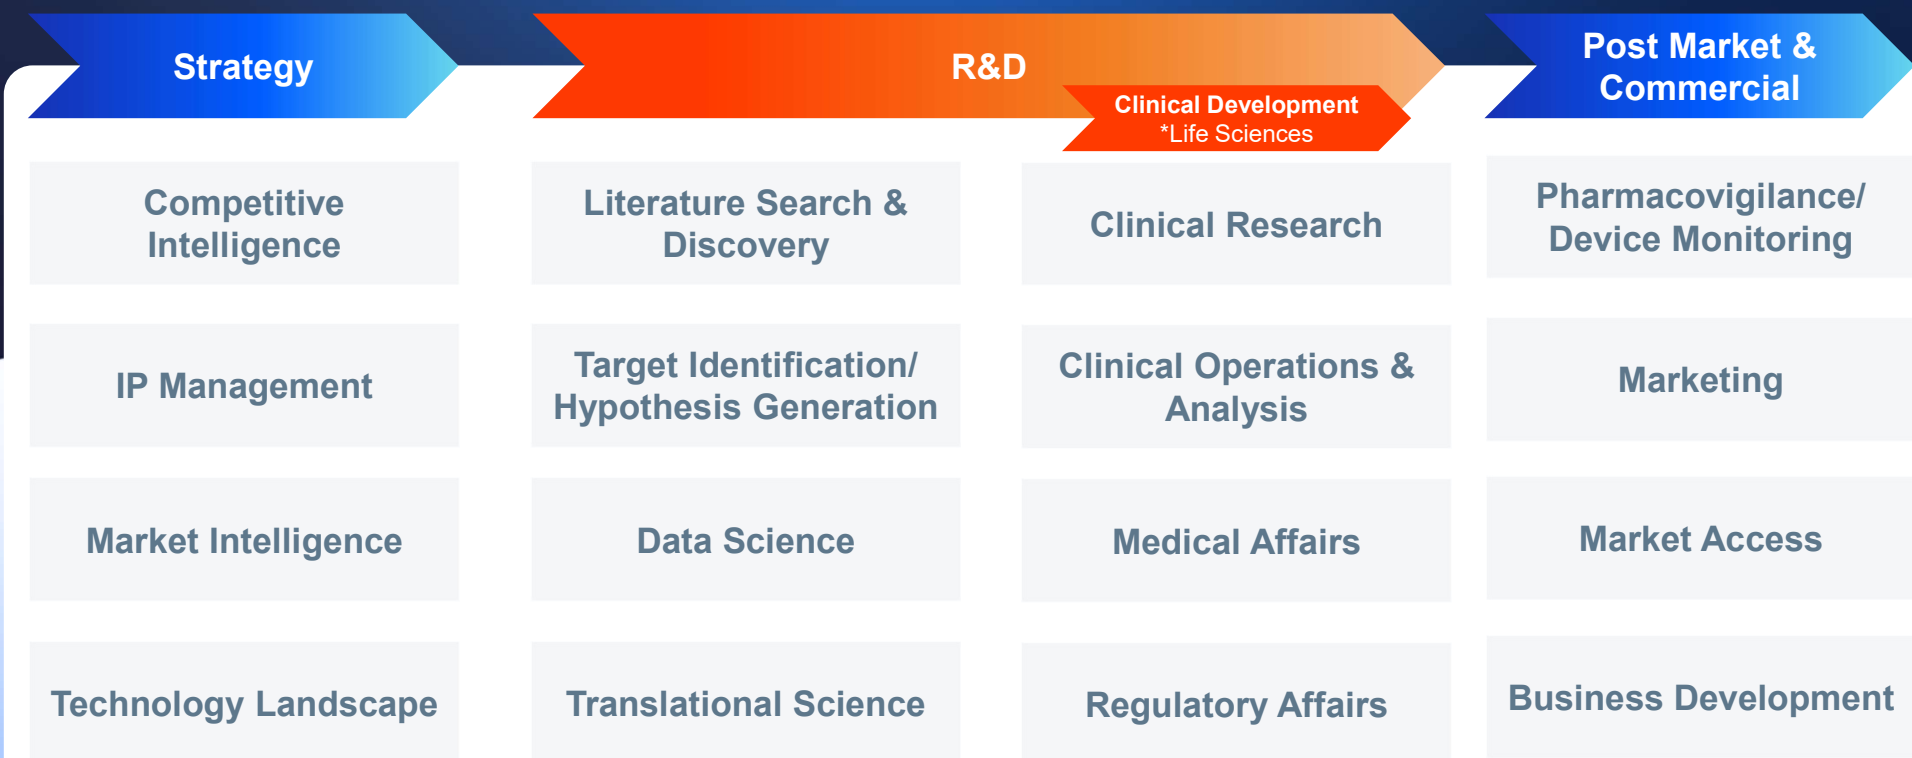 Strategy
R&D
Clinical Development
*Life Sciences
Post Market &
Commercial
Competitive
Intelligence
Literature Search &
Discovery
Clinical Research
Pharmacovigilance/
Device Monitoring
IP Management
Target Identification/
Hypothesis Generation
Clinical Operations &
Analysis
Marketing
Market Intelligence
Data Science
Medical Affairs
Market Access
Technology Landscape
Translational Science
Regulatory Affairs
Business Development